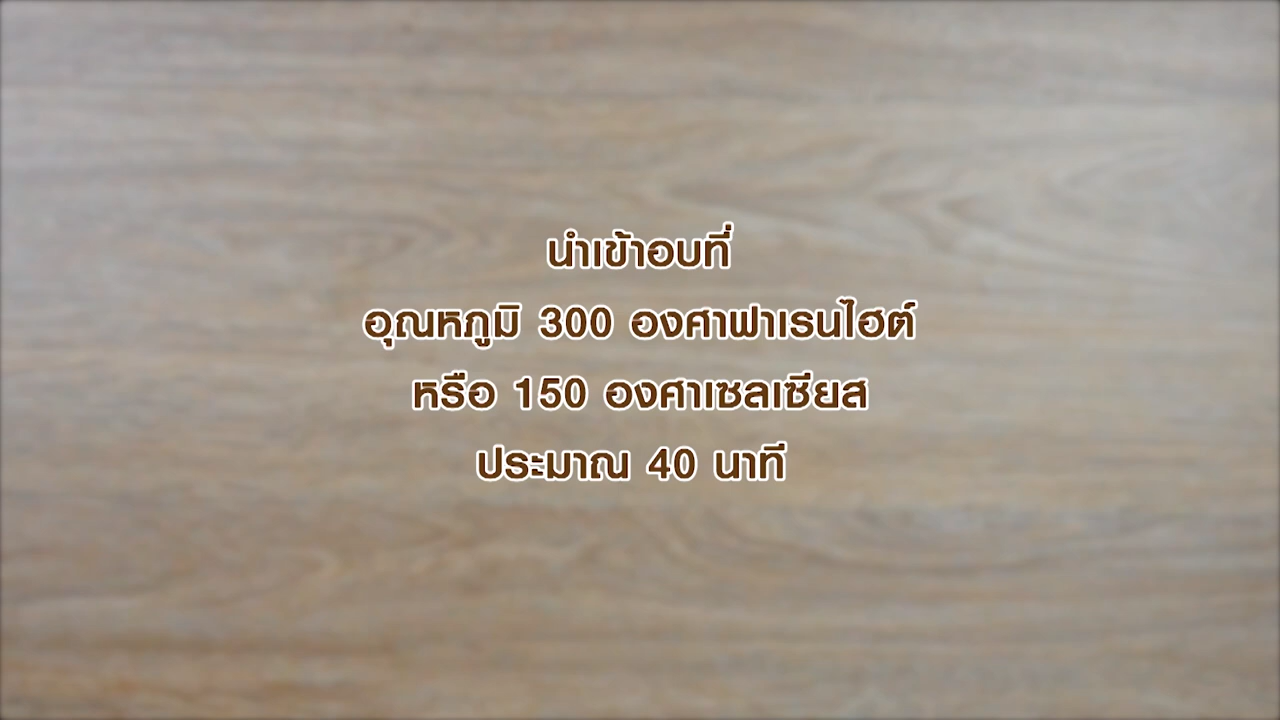 นำเข้าอบที่
อุณหภูมิ 300 องศาฟาเรนไฮต์
หรือ 150 องศาเซลเซียส
ประมาณ 40 นาที